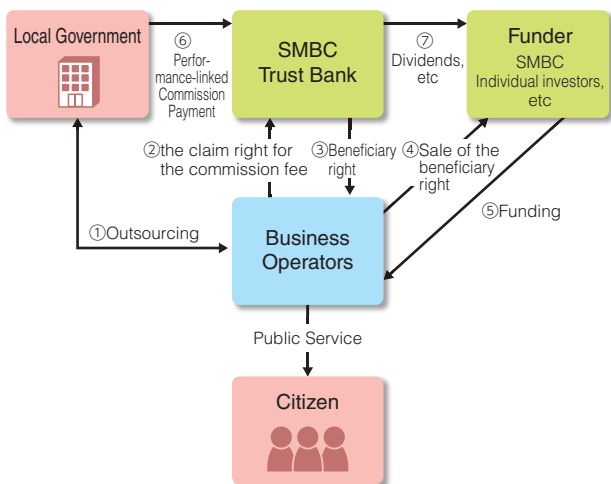 Local Government
⑥
Perfor-
mance-linked
Commission
Payment
SMBC
Trust Bank
⑦
Dividends,
etc
Funder
SMBC
Individual investors,
etc
②the claim right for
the commission fee
③Beneficiary
right
④Sale of the
beneficiary
right
⑤Funding
①Outsourcing
Business
Operators
Public Service
Citizen